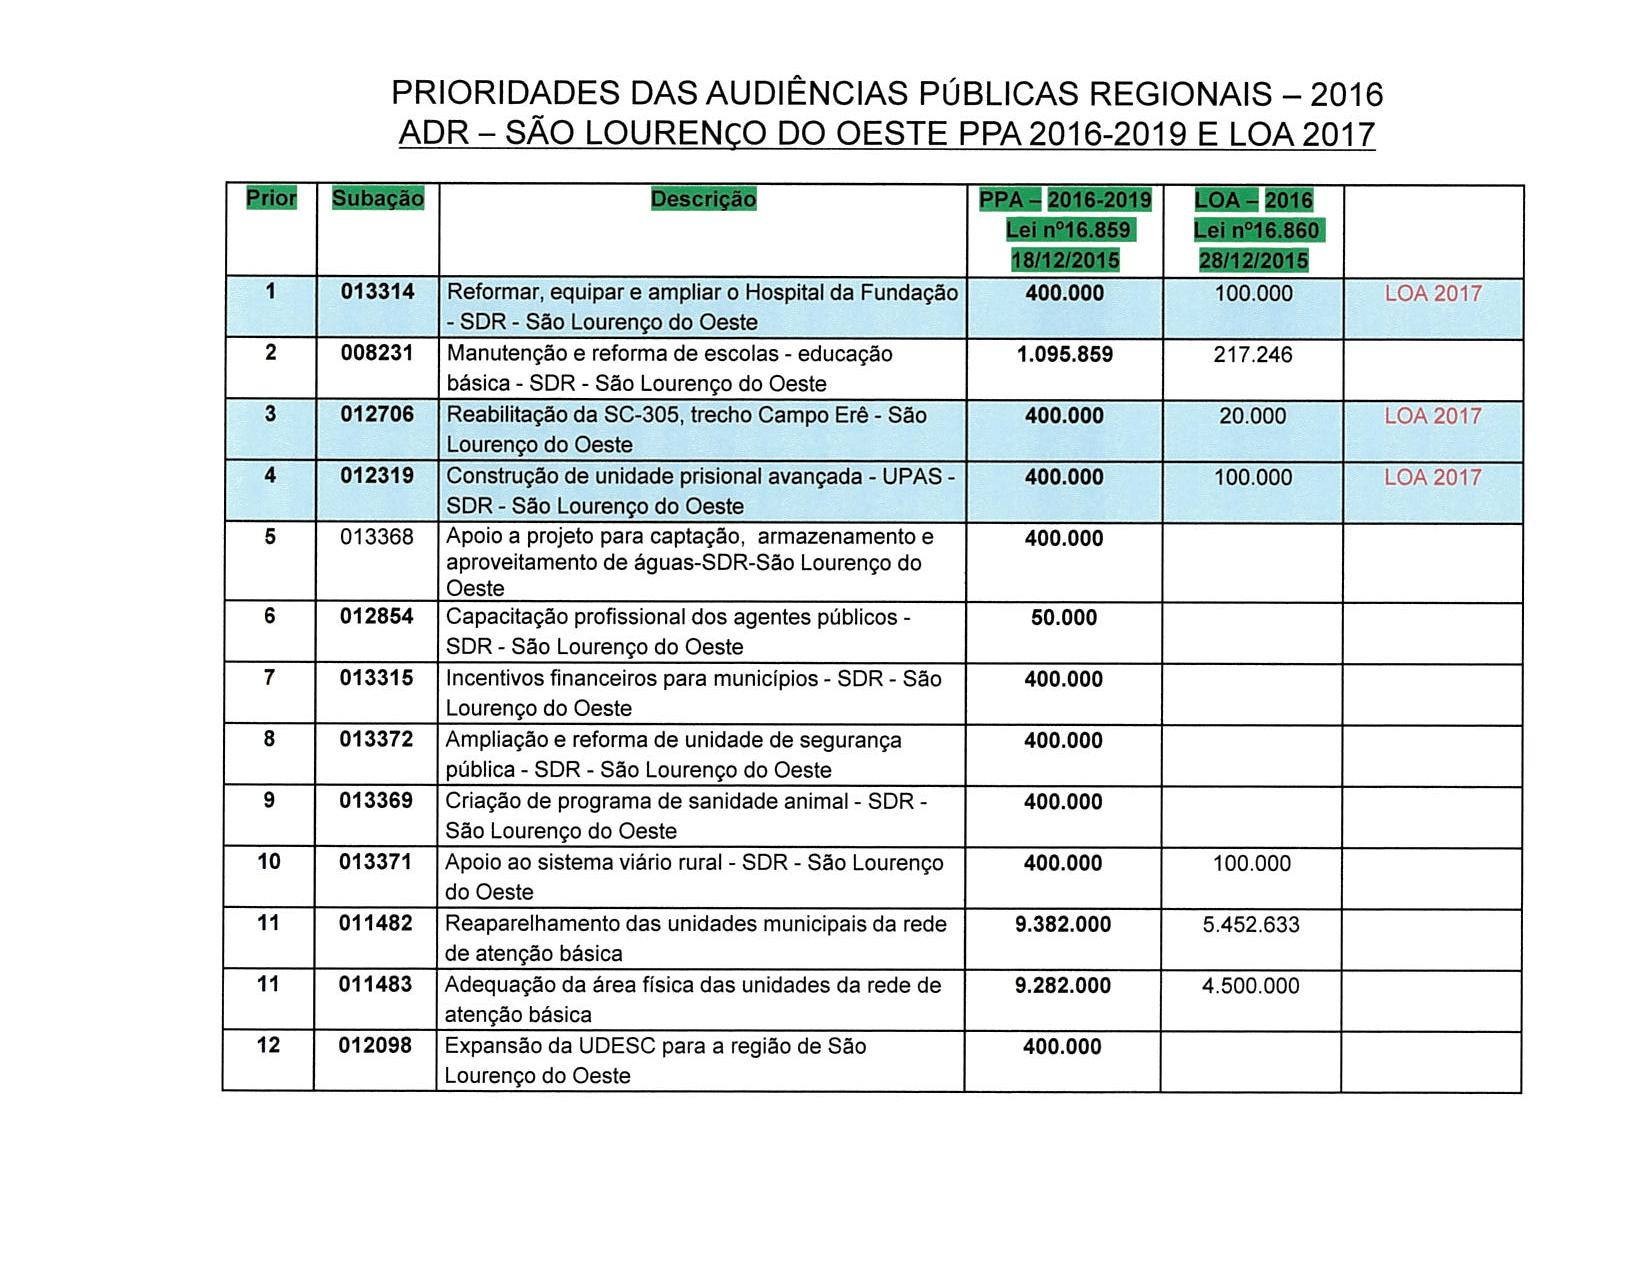 PRIORIDADES DAS AUDIÊNCIAS PÚBLICAS REGIONAIS – 2016
ADR – SÃO LOURENÇO DO OESTE PPA 2016-2019 E LOA 2017
Prior Subação Descrição PPA – 2016-2019 LOA – 2016
Lei nº16.859 Lei nº16.860
18/12/2015 28/12/2015
1 013314 Reformar, equipar e ampliar o Hospital da Fundação 400.000 100.000 LOA 2017
- SDR - São Lourenço do Oeste
2 008231 Manutenção e reforma de escolas - educação 1.095.859 217.246
básica - SDR - São Lourenço do Oeste
3 012706 Reabilitação da SC-305, trecho Campo Erê - São 400.000 20.000 LOA 2017
Lourenço do Oeste
4 012319 Construção de unidade prisional avançada - UPAS - 400.000 100.000 LOA 2017
SDR - São Lourenço do Oeste
5 013368 Apoio a projeto para captação, armazenamento e 400.000
aproveitamento de águas-SDR-São Lourenço do
Oeste
6 012854 Capacitação profissional dos agentes públicos - 50.000
SDR - São Lourenço do Oeste
7 013315 Incentivos financeiros para municípios - SDR - São 400.000
Lourenço do Oeste
8 013372 Ampliação e reforma de unidade de segurança 400.000
pública - SDR - São Lourenço do Oeste
9 013369 Criação de programa de sanidade animal - SDR - 400.000
São Lourenço do Oeste
10 013371 Apoio ao sistema viário rural - SDR - São Lourenço 400.000 100.000
do Oeste
11 011482 Reaparelhamento das unidades municipais da rede 9.382.000 5.452.633
de atenção básica
11 011483 Adequação da área física das unidades da rede de 9.282.000 4.500.000
atenção básica
12 012098 Expansão da UDESC para a região de São 400.000
Lourenço do Oeste